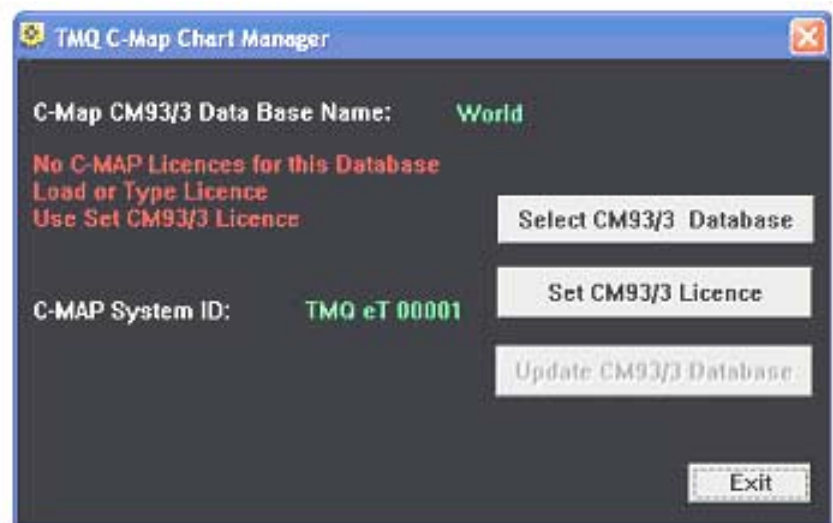 TMQ C-Map Chart Manager
C-Map CM93/3 Data Base Name: World
No C-MAP Licences for this Database
Load or Type Licence
Use Set CM93/3 Licence
Select CM93/3 Database
Set CM93/3 Licence
C-MAP System ID: TMQ eT 00001
Update CM93/3 Database
Exit